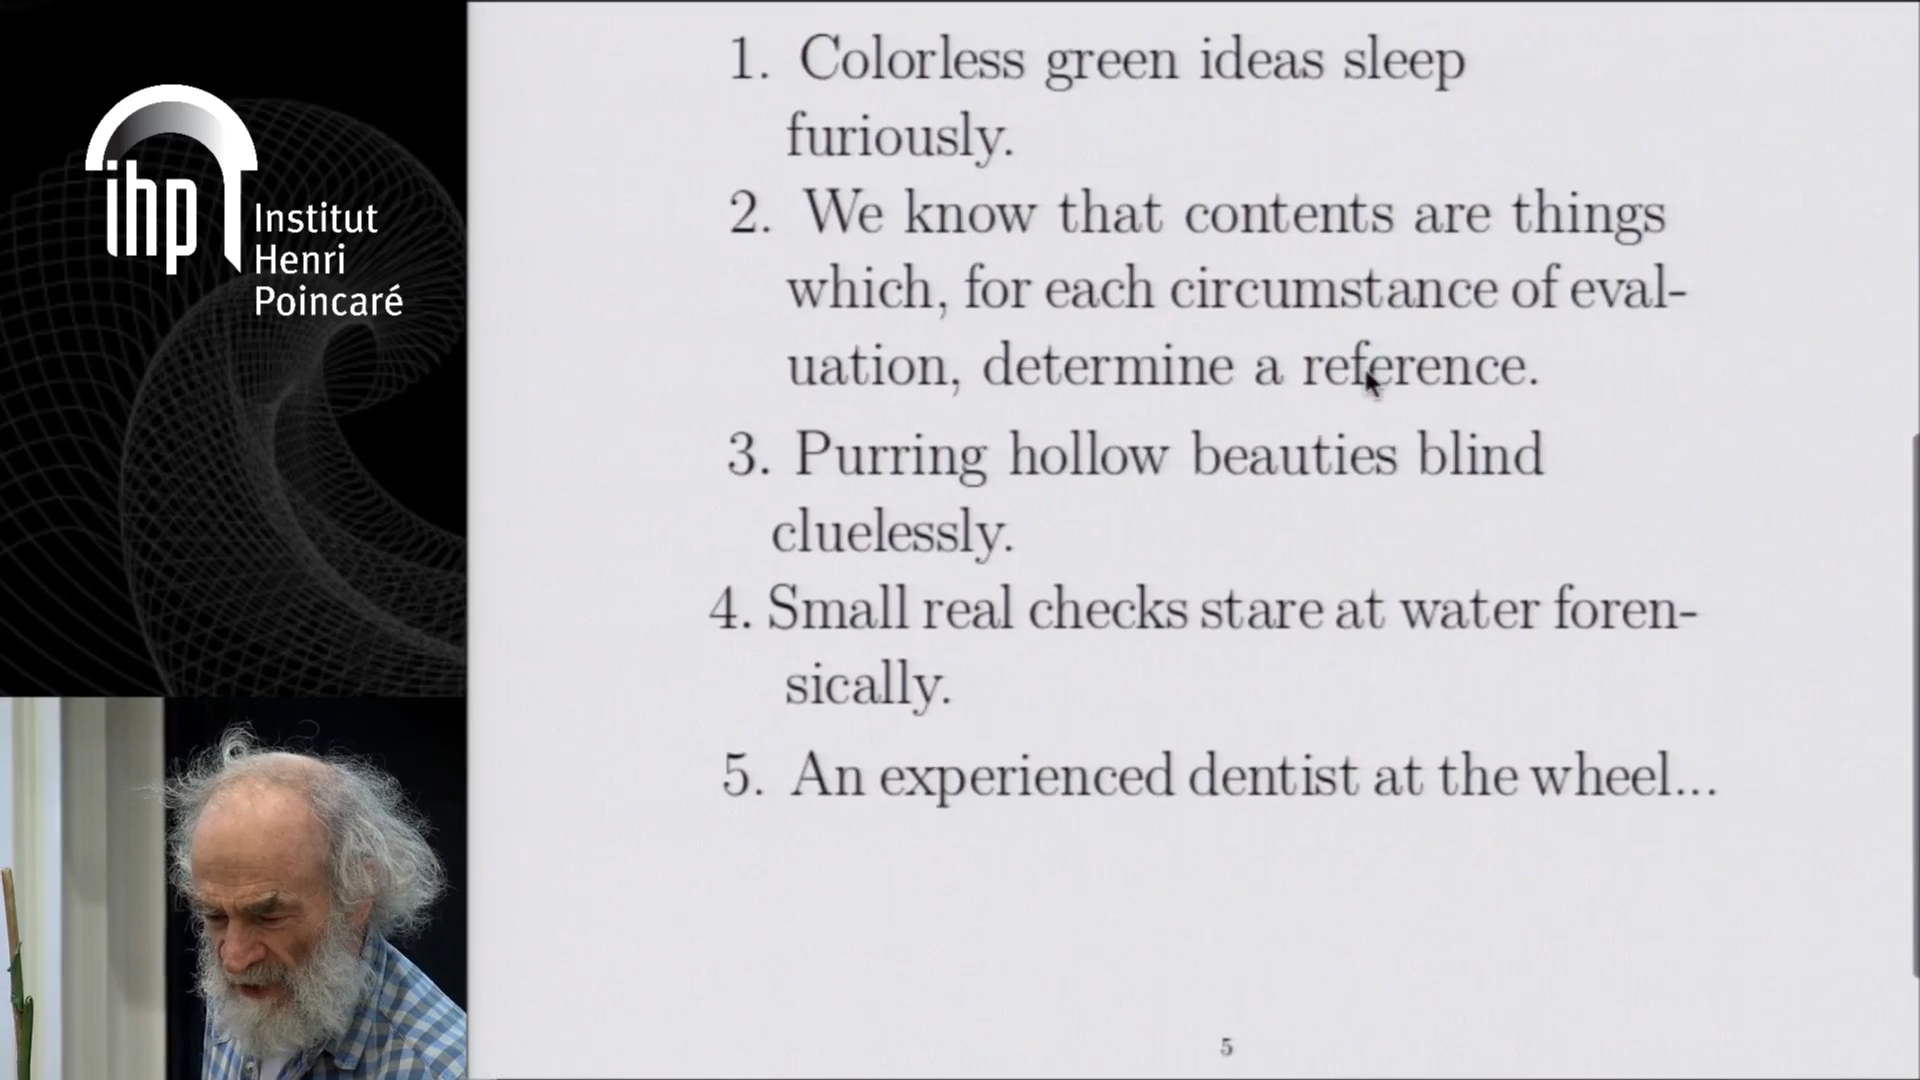 ihp
Institut
Henri
Poincaré
1. Colorless green ideas sleep
furiously.
2. We know that contents are things
which, for each circumstance of eval-
uation, determine a reference.
3. Purring hollow beauties blind
cluelessly.
4. Small real checks stare at water foren-
sically.
5. An experienced dentist at the wheel...
5